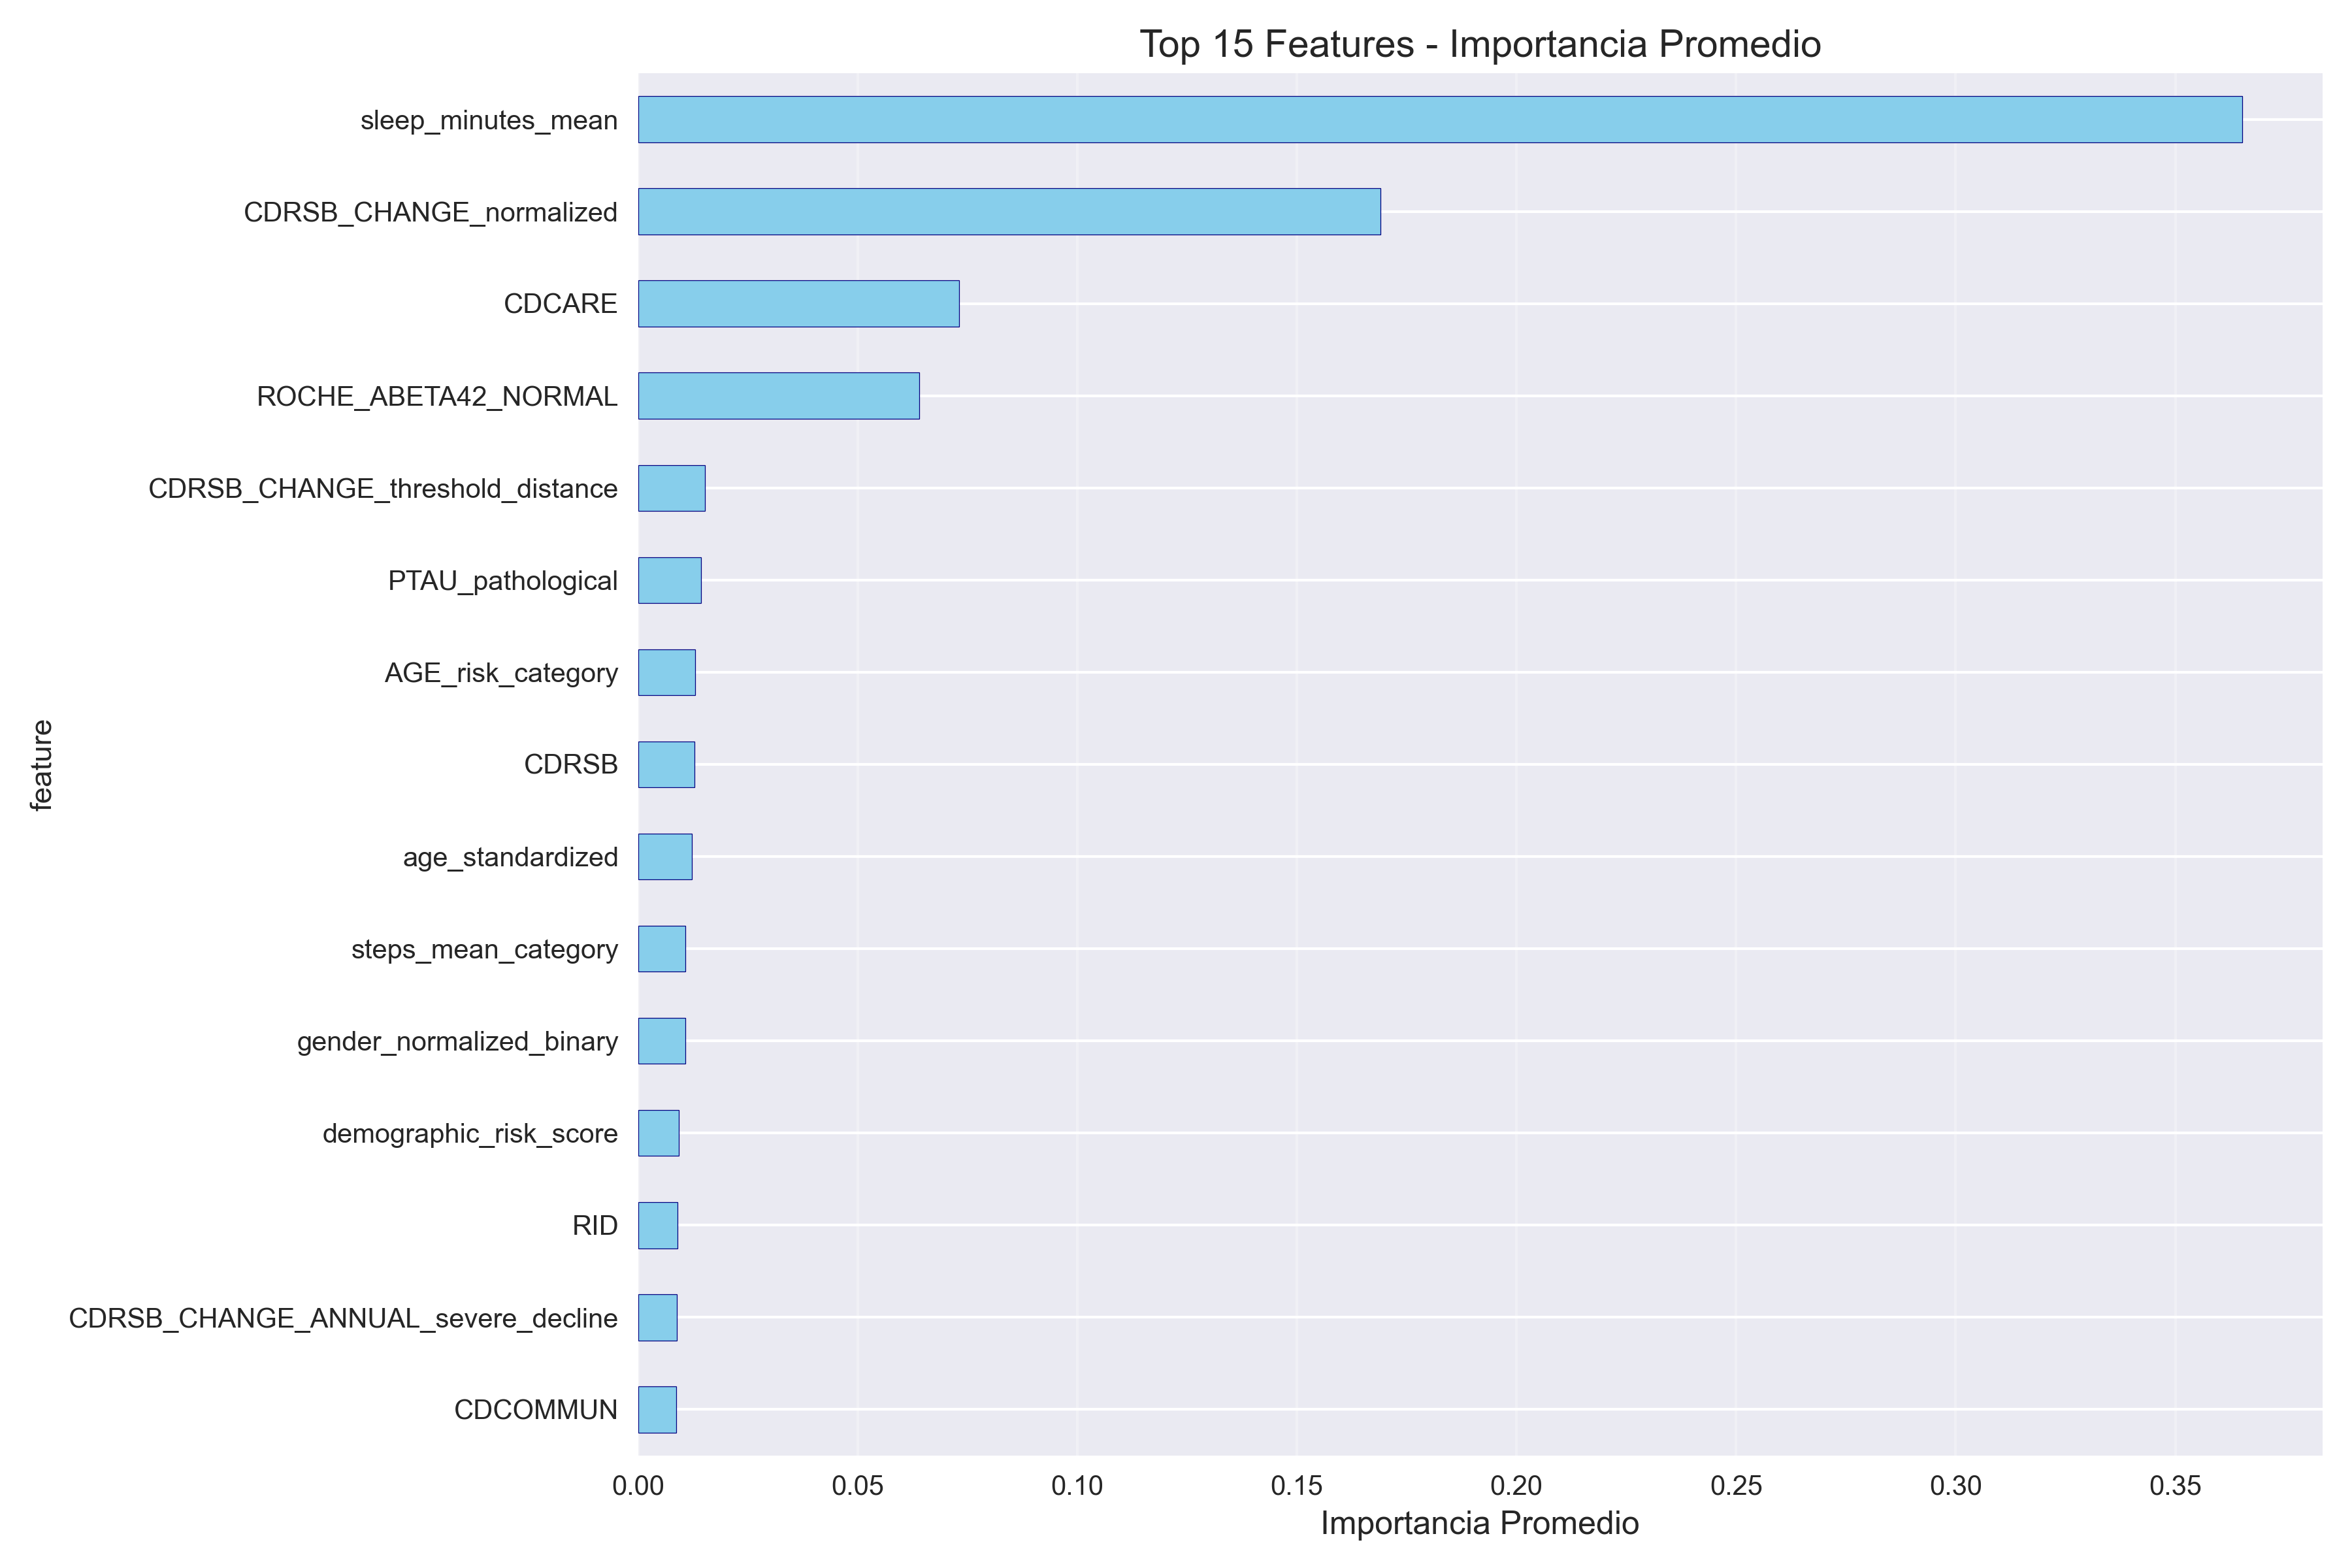 Top 15 Features - Importancia Promedio
sleep_minutes_mean
CDRSB_CHANGE_normalized
CDCARE
ROCHE_ABETA42_NORMAL
CDRSB_CHANGE_threshold_distance
PTAU_pathological
AGE_risk_category
CDRSB
age_standardized
steps_mean_category
gender_normalized_binary
demographic_risk_score
RID
CDRSB_CHANGE_ANNUAL_severe_decline
CDCOMMUN
feature
0.00 0.05 0.10 0.15 0.20 0.25 0.30 0.35
Importancia Promedio